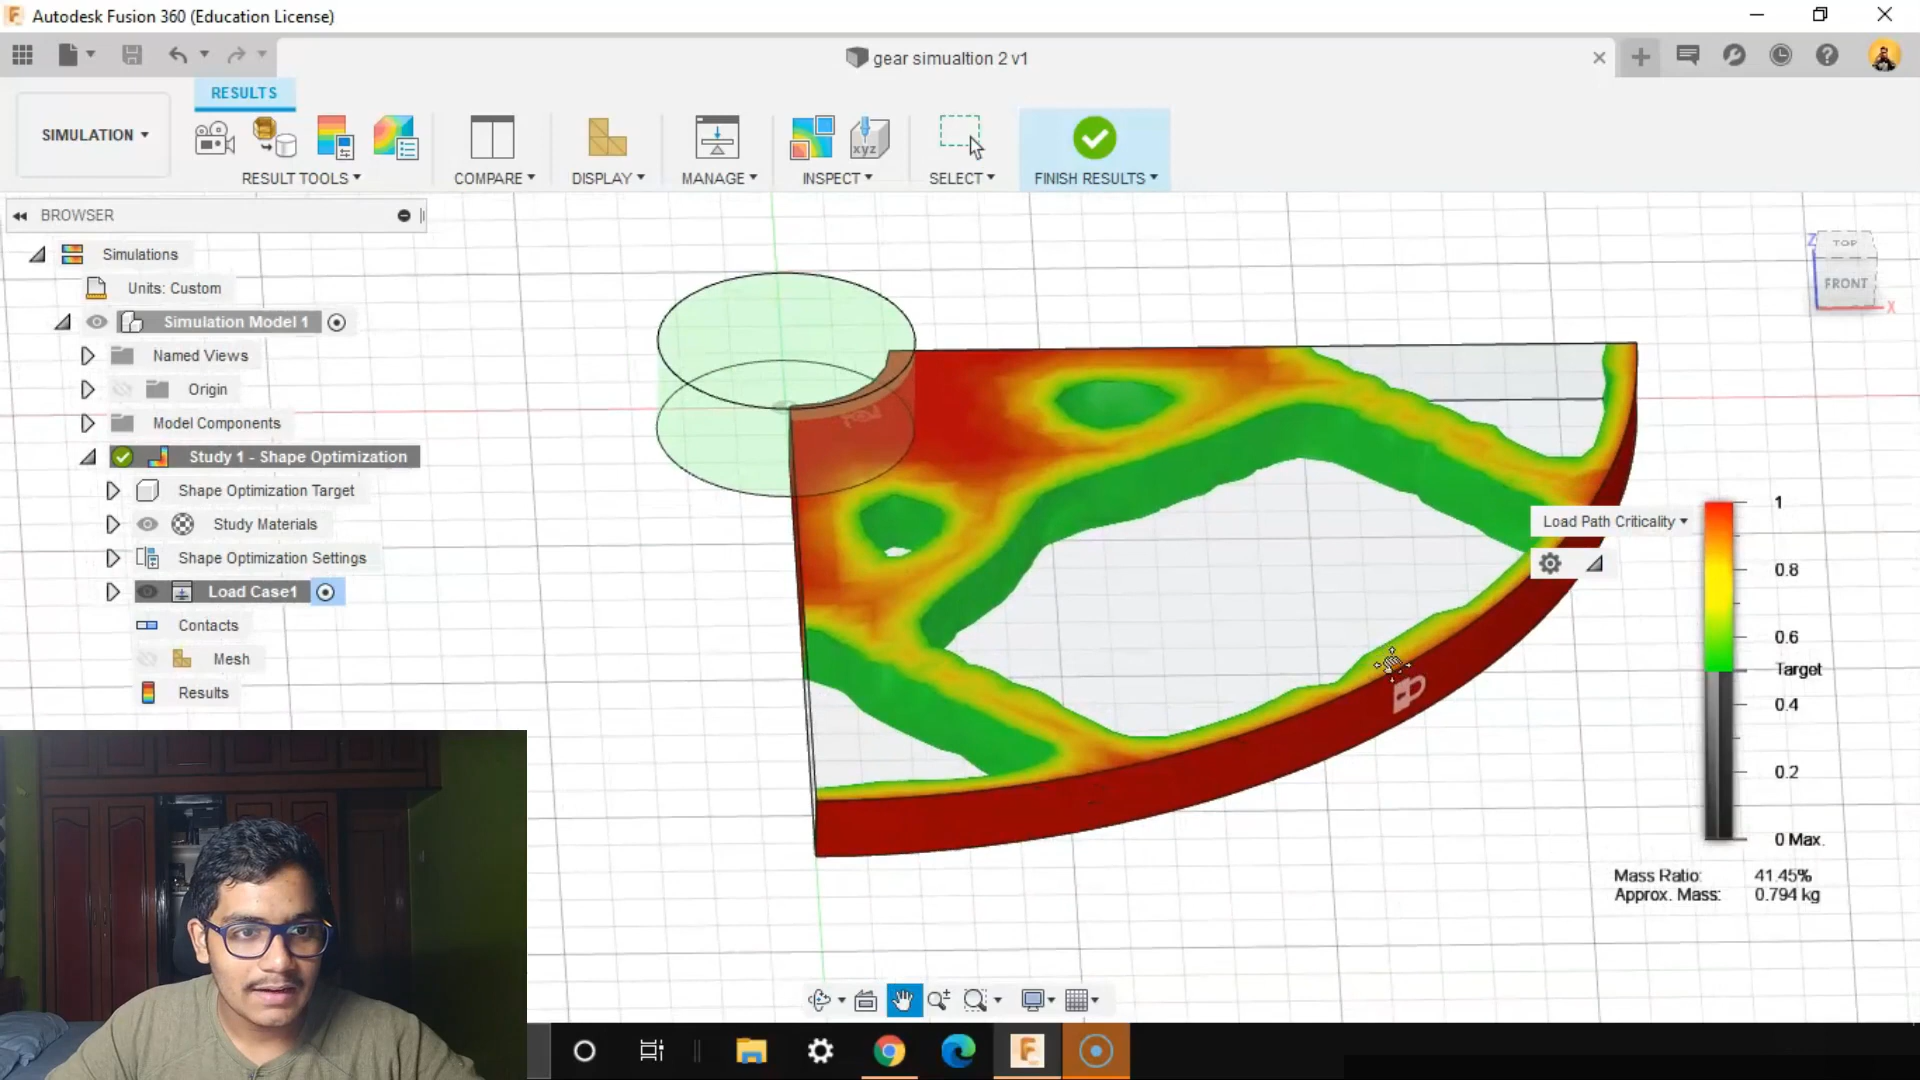 Autodesk Fusion 360 (Education License)
gear simualtion 2 v1
RESULTS
SIMULATION
RESULT TOOLS
COMPARE
DISPLAY
MANAGE
INSPECT
SELECT
FINISH RESULTS
xyz
BROWSER
Simulations
Units: Custom
Simulation Model 1
Named Views
Origin
Model Components
Study 1 - Shape Optimization
Shape Optimization Target
Study Materials
Shape Optimization Settings
Load Case1
Contacts
Mesh
Results
TOP
FRONT
Z
X
Load Path Criticality
1
0.8
0.6
Target
0.4
0.2
0 Max.
Mass Ratio: 41.45%
Approx. Mass: 0.794 kg